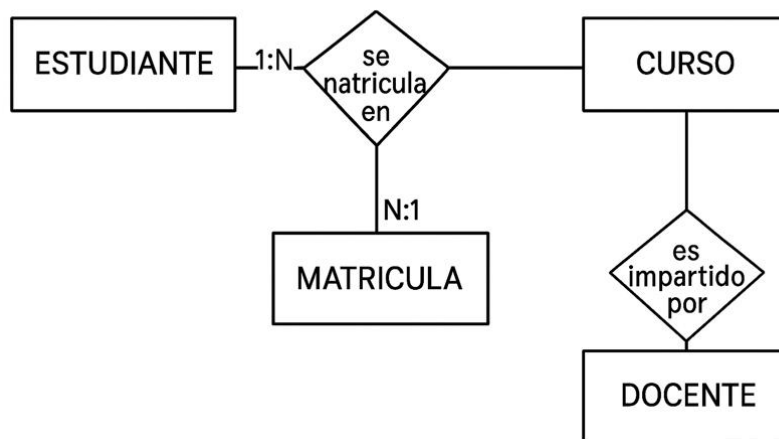 ESTUDIANTE
1:N
se
natricula
en
CURSO
N:1
MATRICULA
es
impartido
por
DOCENTE